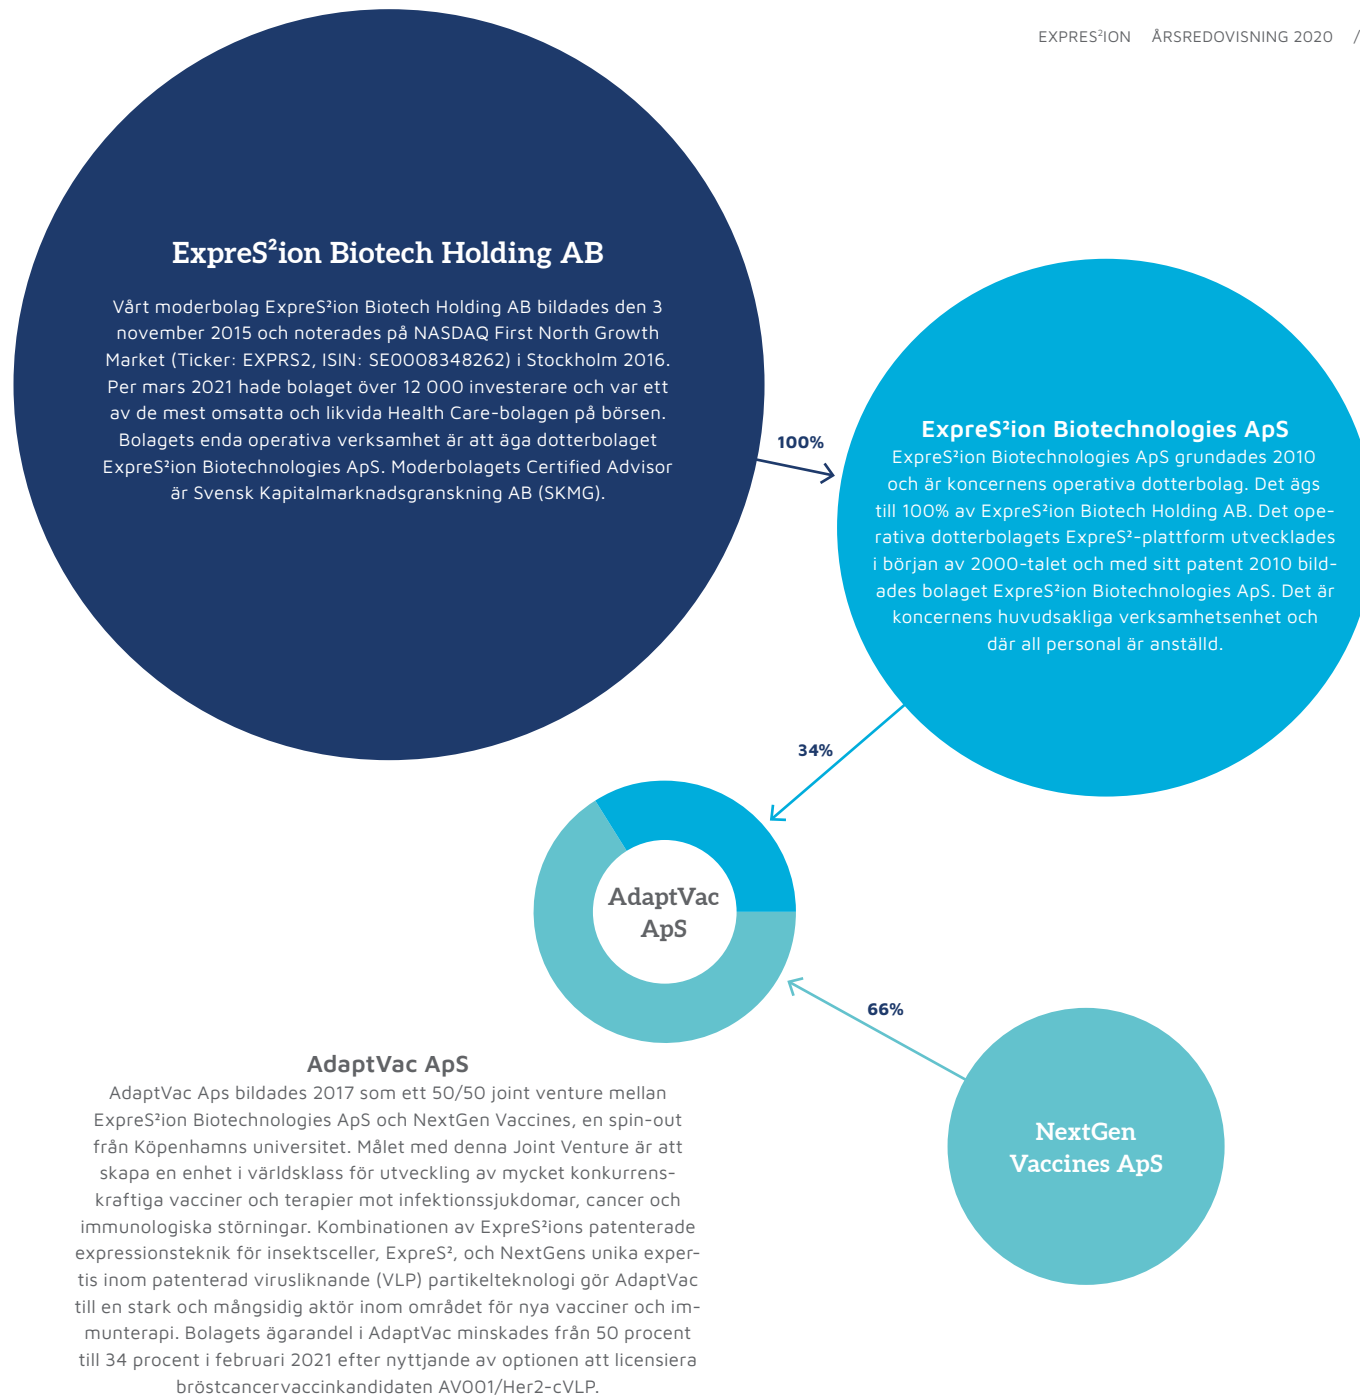 EXPRES²ION ÅRSREDOVISNING 2020 /
ExpreS²ion Biotech Holding AB
Vårt moderbolag ExpreS²ion Biotech Holding AB bildades den 3
november 2015 och noterades på NASDAQ First North Growth
Market (Ticker: EXPRS2, ISIN: SE0008348262) i Stockholm 2016.
Per mars 2021 hade bolaget över 12 000 investerare och var ett
av de mest omsatta och likvida Health Care-bolagen på börsen.
Bolagets enda operativa verksamhet är att äga dotterbolaget
ExpreS²ion Biotechnologies ApS. Moderbolagets Certified Advisor
är Svensk Kapitalmarknadsgranskning AB (SKMG).
100%
ExpreS²ion Biotechnologies ApS
ExpreS²ion Biotechnologies ApS grundades 2010
och är koncernens operativa dotterbolag. Det ägs
till 100% av ExpreS²ion Biotech Holding AB. Det ope-
rativa dotterbolagets ExpreS²-plattform utvecklades
i början av 2000-talet och med sitt patent 2010 bild-
ades bolaget ExpreS²ion Biotechnologies ApS. Det är
koncernens huvudsakliga verksamhetsenhet och
där all personal är anställd.
34%
AdaptVac
ApS
66%
NextGen
Vaccines ApS
AdaptVac ApS
AdaptVac Aps bildades 2017 som ett 50/50 joint venture mellan
ExpreS²ion Biotechnologies ApS och NextGen Vaccines, en spin-out
från Köpenhamns universitet. Målet med denna Joint Venture är att
skapa en enhet i världsklass för utveckling av mycket konkurrens-
kraftiga vacciner och terapier mot infektionssjukdomar, cancer och
immunologiska störningar. Kombinationen av ExpreS²ions patenterade
expressionsteknik för insektsceller, ExpreS², och NextGens unika exper-
tis inom patenterad virusliknande (VLP) partikelteknologi gör AdaptVac
till en stark och mångsidig aktör inom området för nya vacciner och im-
munterapi. Bolagets ägarandel i AdaptVac minskades från 50 procent
till 34 procent i februari 2021 efter nyttjande av optionen att licensiera
bröstcancervaccinkandidaten AV001/Her2-cVLP.